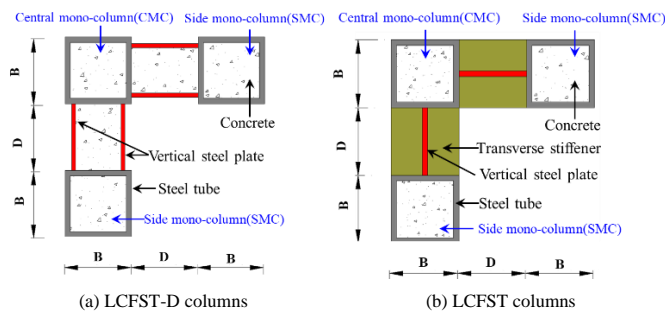 Central mono-column(CMC) Side mono-column(SMC)
B
D
B
Concrete
Vertical steel plate
Steel tube
Side mono-column(SMC)
B D B
(a) LCFST-D columns
Central mono-column(CMC) Side mono-column(SMC)
B
D
B
Concrete
Transverse stiffener
Vertical steel plate
Steel tube
Side mono-column(SMC)
B D B
(b) LCFST columns